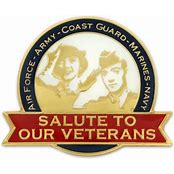 AIR FORCE - ARMY - COAST GUARD - MARINES - NAVY
SALUTE TO
OUR VETERANS